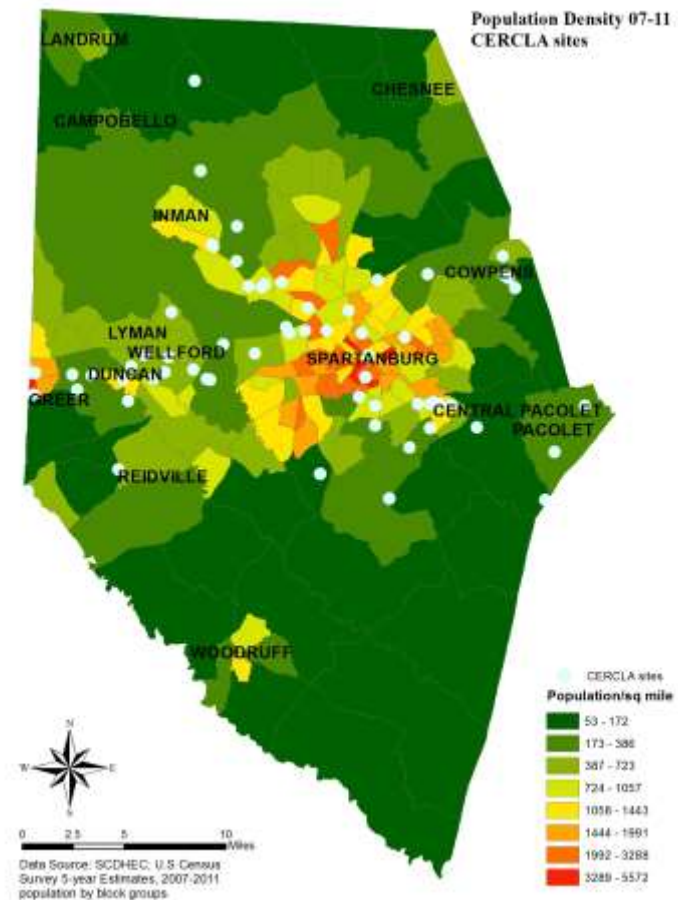 Population Density 07-11
CERCLA sites
LANDRUM
CHESNEE
CAMPOBELLO
INMAN
COWPENS
LYMAN
WELLFORD
SPARTANBURG
DUNCAN
GREER
CENTRAL PACOLET
PACOLET
REIDVILLE
WOODRUFF
CERCLA sites
Population/sq mile
53 - 172
173 - 386
387 - 723
724 - 1057
1058 - 1443
1444 - 1991
1992 - 3288
3289 - 5572
N
W
E
S
0 2.5 5 10
Miles
Data Source: SCDHEC; U.S Census
Survey 5-year Estimates, 2007-2011
population by block groups